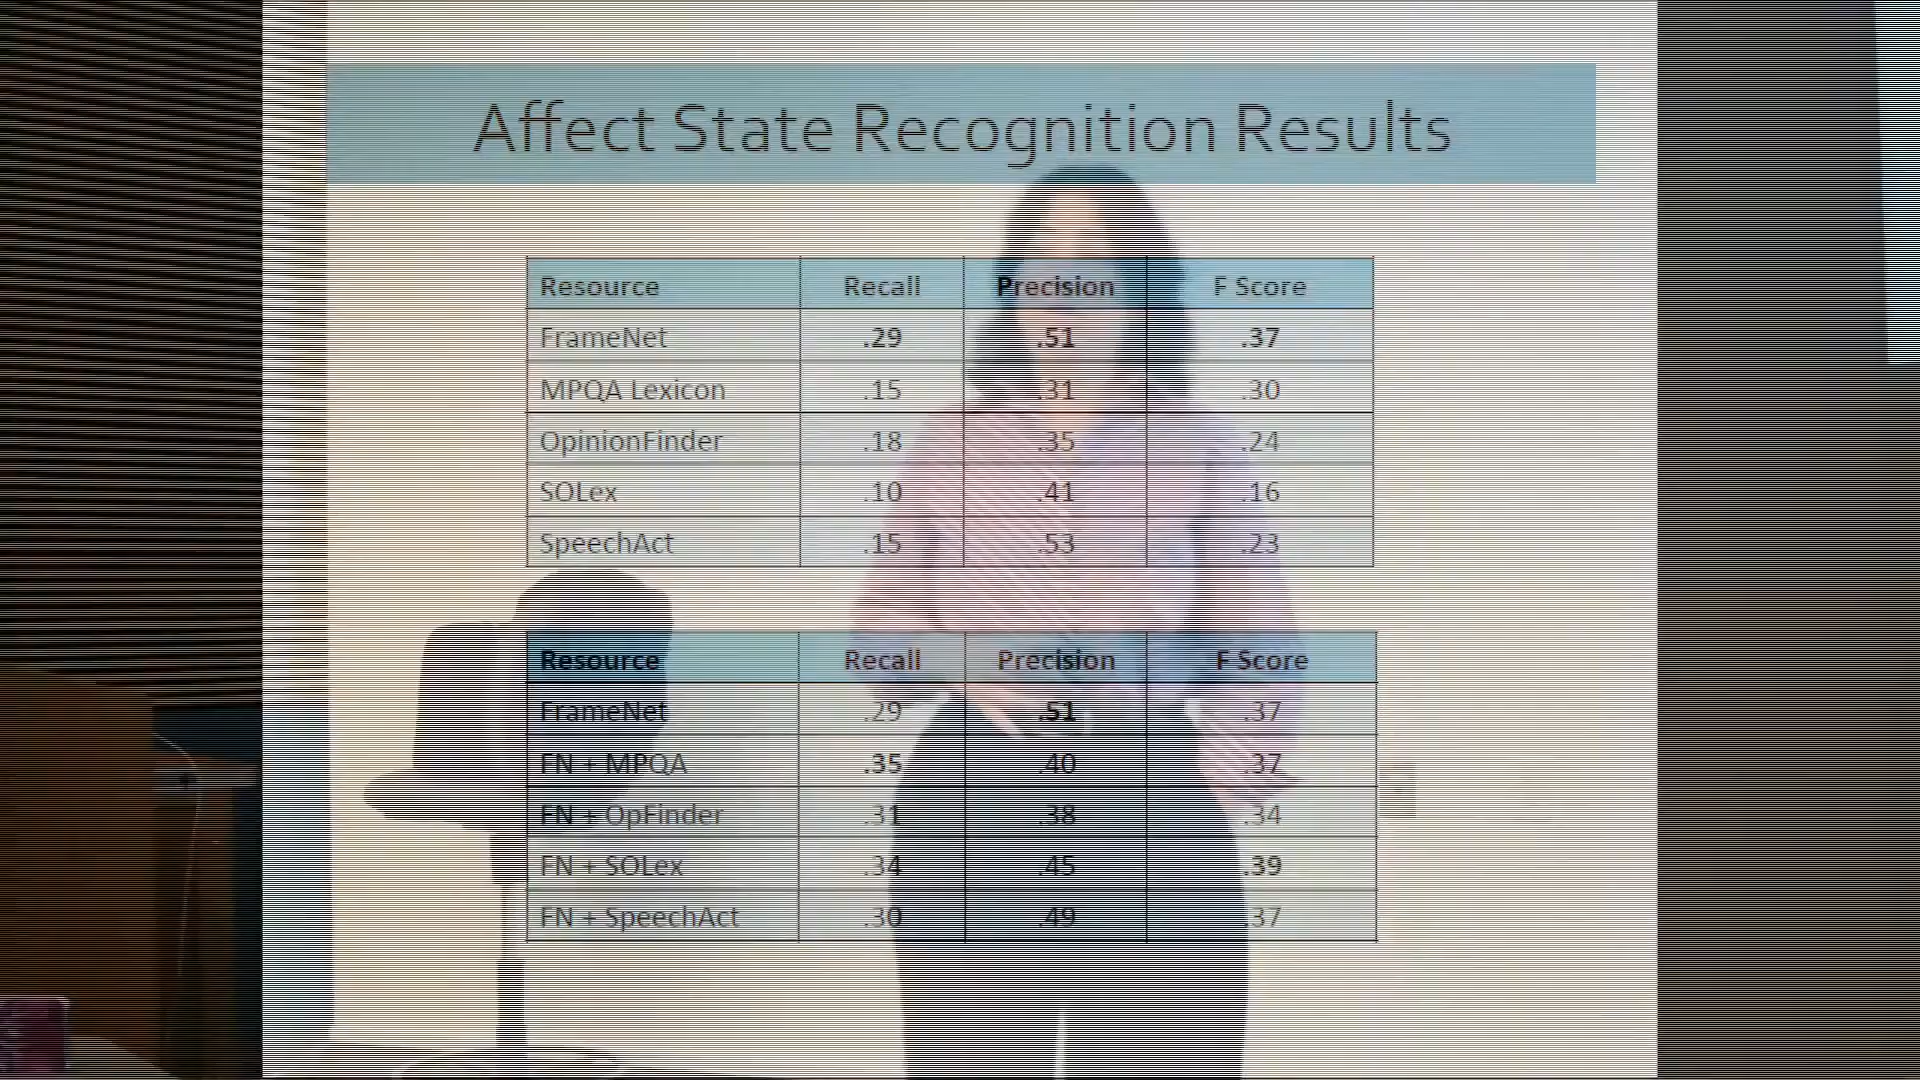 Affect State Recognition Results
Resource Recall Precision F Score
FrameNet .29 .51 .37
MPQA Lexicon .15 .31 .30
OpinionFinder .18 .35 .24
SOLex .10 .41 .16
SpeechAct .15 .53 .23
Resource Recall Precision F Score
FrameNet .29 .51 .37
FN + MPQA .35 .40 .37
FN + OpFinder .31 .38 .34
FN + SOLex .34 .45 .39
FN + SpeechAct .30 .49 .37